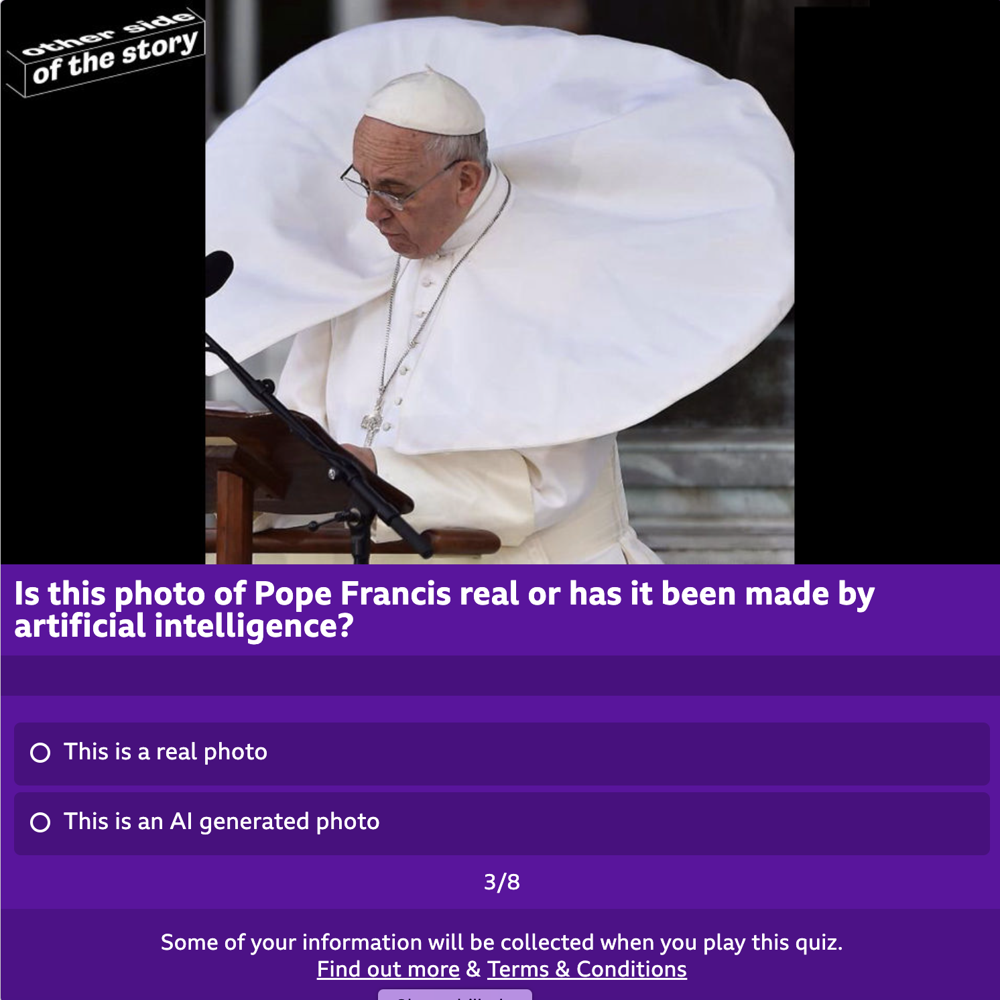 other side
of the story
Is this photo of Pope Francis real or has it been made by
artificial intelligence?
This is a real photo
This is an AI generated photo
3/8
Some of your information will be collected when you play this quiz.
Find out more & Terms & Conditions